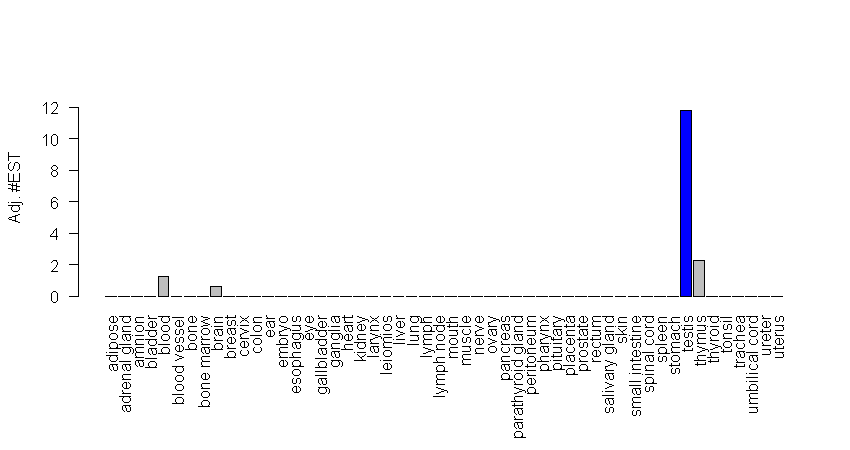 Adj. #EST
12
10
8
6
4
2
0
adipose
adrenal gland
amnion
bladder
blood
blood vessel
bone
bone marrow
brain
breast
cervix
colon
ear
embryo
esophagus
eye
gallbladder
ganglia
heart
kidney
larynx
leiomios
liver
lung
lymph
lymph node
mouth
muscle
nerve
ovary
pancreas
parathyroid gland
peritoneum
pharynx
pituitary
placenta
prostate
rectum
salivary gland
skin
small intestine
spinal cord
spleen
stomach
testis
thymus
thyroid
tonsil
trachea
umbilical cord
ureter
uterus